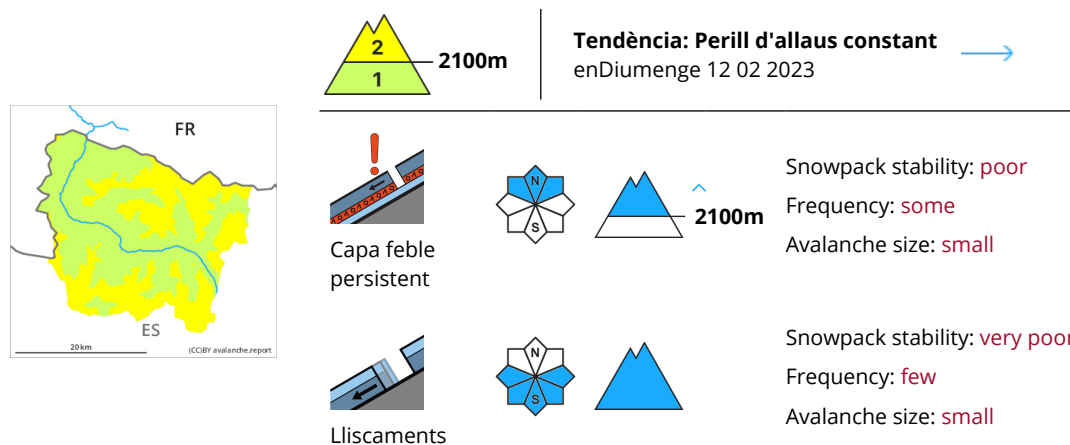 2
1
2100m
Tendència: Perill d'allaus constant
enDiumenge 12 02 2023
FR
ES
20 km
(CC)BY avalanche.report
Capa feble
persistent
N
S
2100m
Snowpack stability: poor
Frequency: some
Avalanche size: small
Lliscaments
N
S
Snowpack stability: very poor
Frequency: few
Avalanche size: small